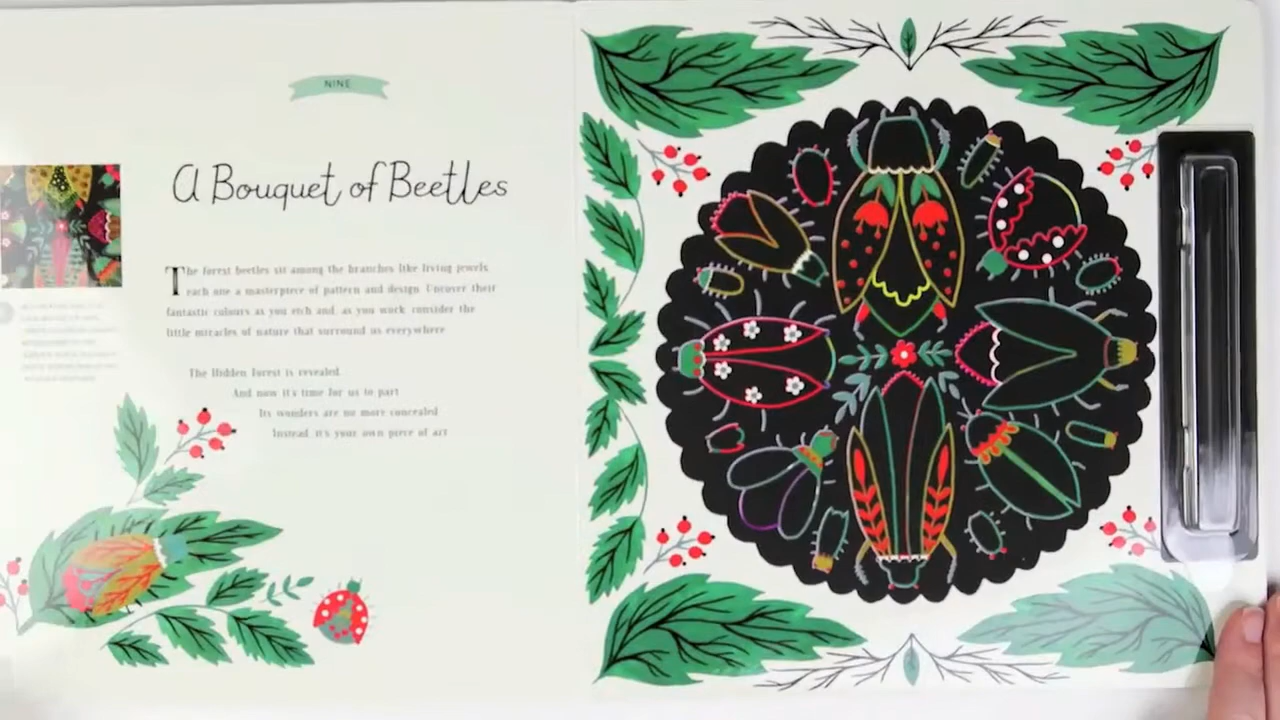 NINE
A Bouquet of Beetles
The forest beetles sit among the branches like living jewels,
each one a masterpiece of pattern and design. Uncover their
fantastic colours as you etch and, as you work, consider the
little miracles of nature that surround us everywhere.
The Hidden Forest is revealed,
And now it's time for us to part.
Its wonders are no more concealed
Instead, it's your own piece of art.